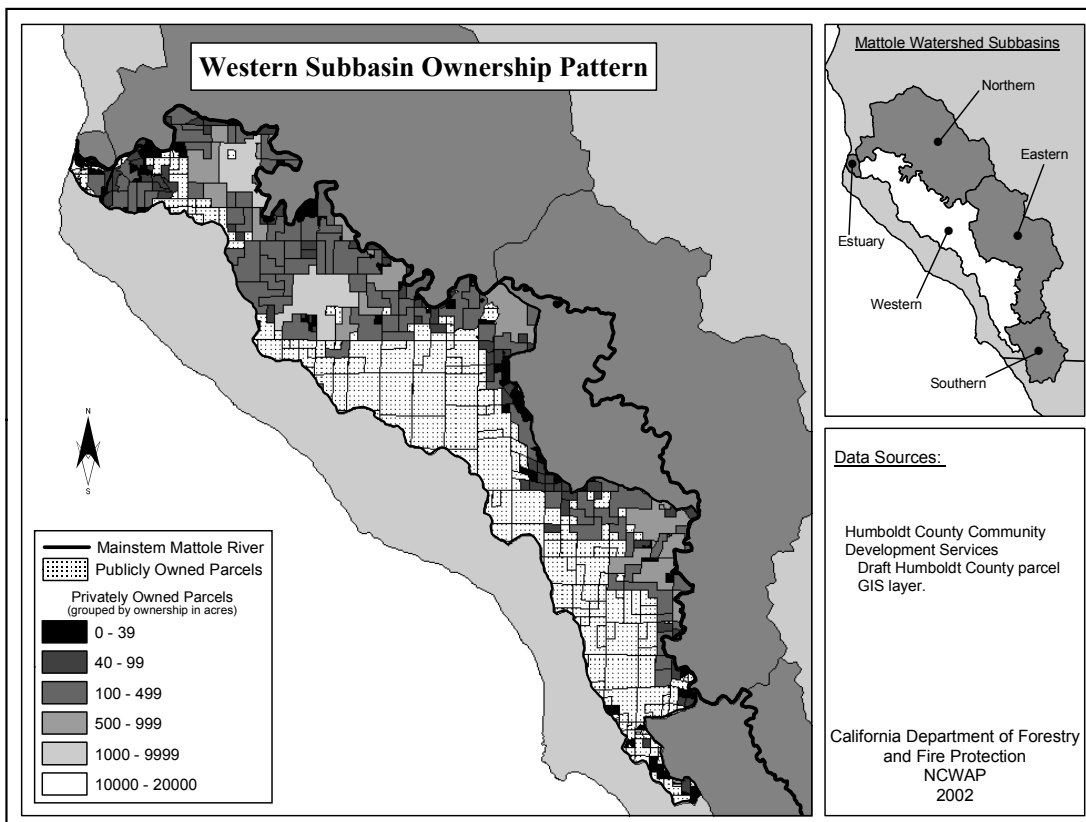 Western Subbasin Ownership Pattern
N
S
Mainstem Mattole River
Publicly Owned Parcels
Privately Owned Parcels
(grouped by ownership in acres)
0 - 39
40 - 99
100 - 499
500 - 999
1000 - 9999
10000 - 20000
Mattole Watershed Subbasins
Northern
Eastern
Estuary
Western
Southern
Data Sources:
Humboldt County Community
Development Services
Draft Humboldt County parcel
GIS layer.
California Department of Forestry
and Fire Protection
NCWAP
2002